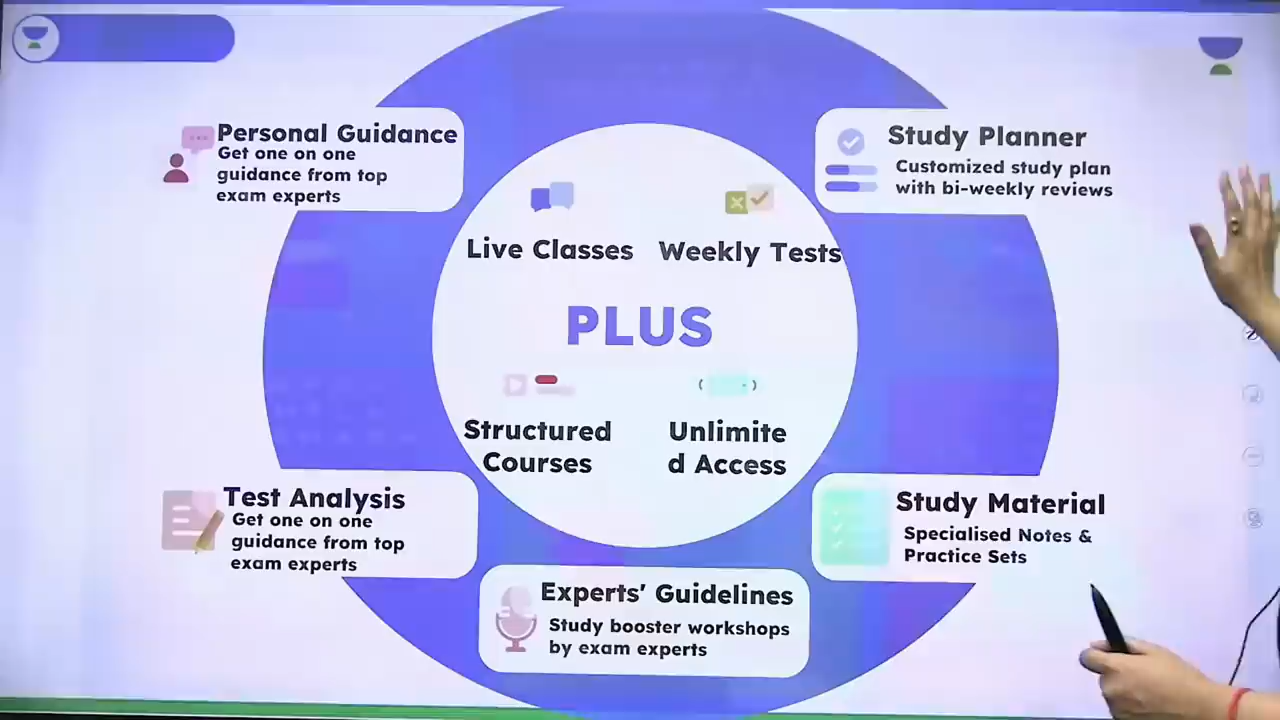 Personal Guidance
Get one on one
guidance from top
exam experts
Study Planner
Customized study plan
with bi-weekly reviews
Live Classes
Weekly Tests
PLUS
Structured
Courses
Unlimite
d Access
Test Analysis
Get one on one
guidance from top
exam experts
Study Material
Specialised Notes &
Practice Sets
Experts' Guidelines
Study booster workshops
by exam experts